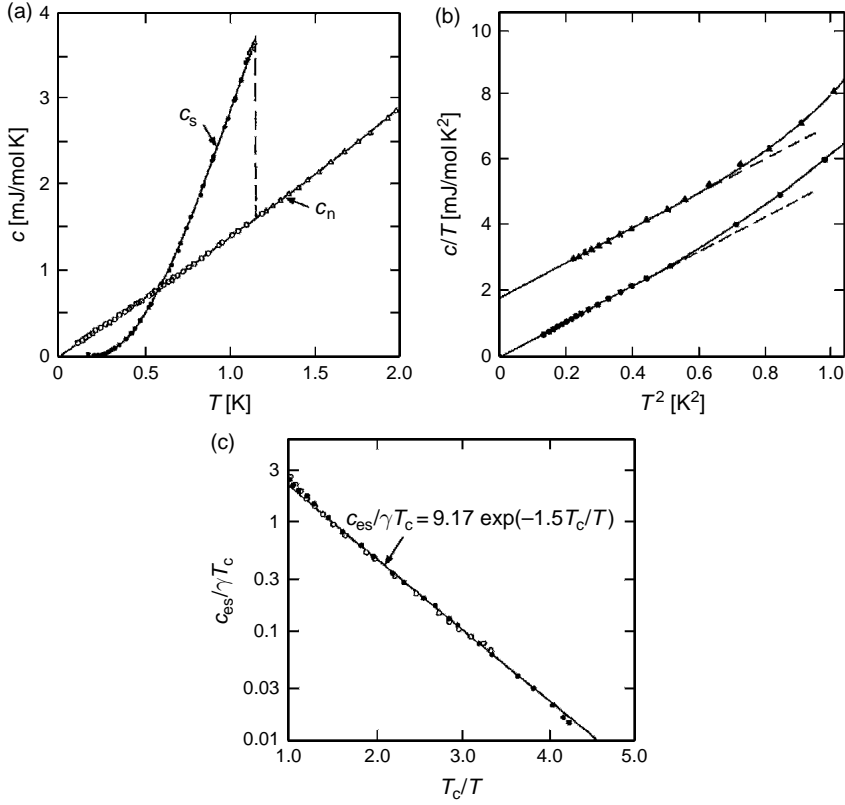 (a)
4
3
2
1
0
c [mJ/mol K]
c_s
c_n
0 0.5 1.0 1.5 2.0
T [K]
(b)
10
8
6
4
2
0
c/T [mJ/mol K²]
0 0.2 0.4 0.6 0.8 1.0
T² [K²]
(c)
3
1
0.3
0.1
0.03
0.01
c_es/γT_c
c_es/γT_c = 9.17 exp(−1.5T_c/T)
1.0 2.0 3.0 4.0 5.0
T_c/T